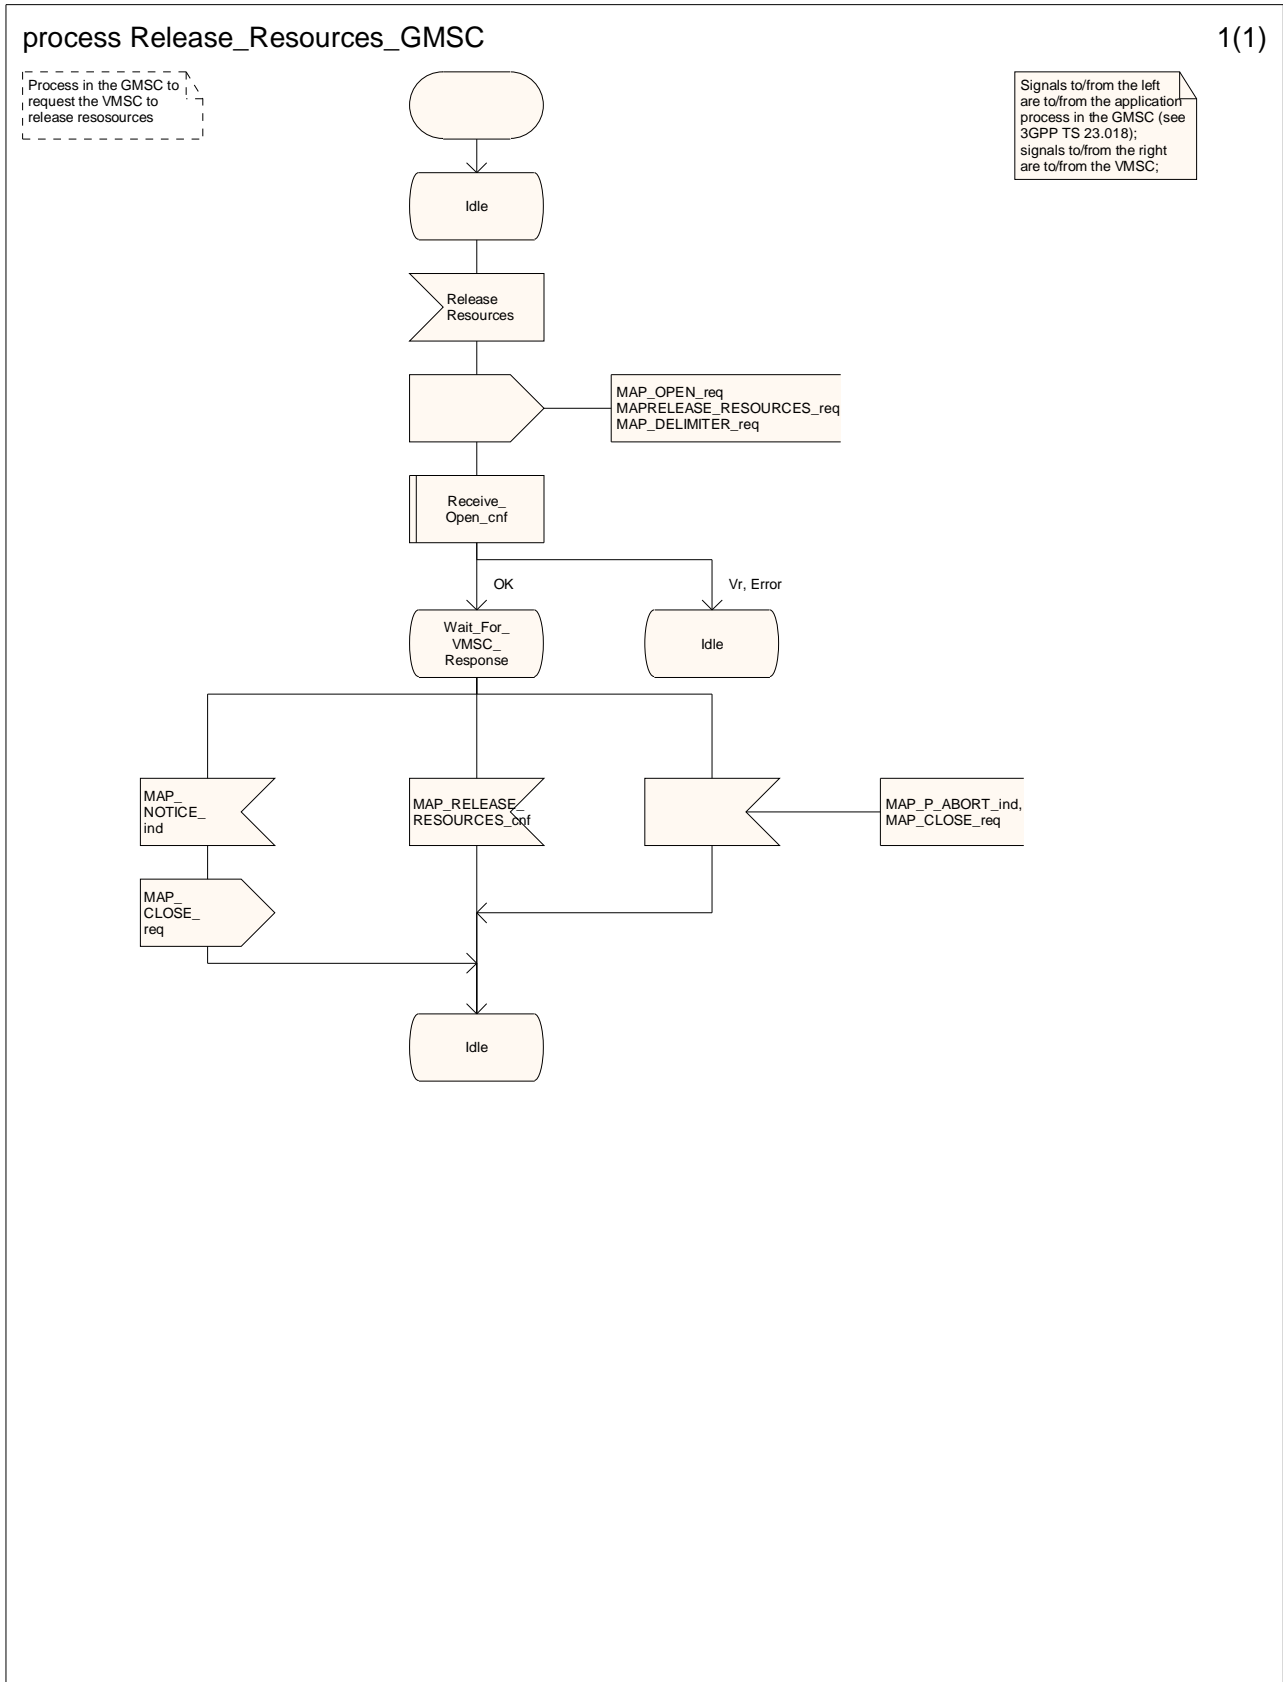 process Release_Resources_GMSC
1(1)
Process in the GMSC to
request the VMSC to
release resosources
Signals to/from the left
are to/from the application
process in the GMSC (see
3GPP TS 23.018);
signals to/from the right
are to/from the VMSC;
Idle
Release
Resources
MAP_OPEN_req
MAPRELEASE_RESOURCES_req
MAP_DELIMITER_req
Receive_
Open_cnf
OK
Vr, Error
Wait_For_
VMSC_
Response
Idle
MAP_
NOTICE_
ind
MAP_RELEASE_
RESOURCES_cnf
MAP_P_ABORT_ind,
MAP_CLOSE_req
MAP_
CLOSE_
req
Idle